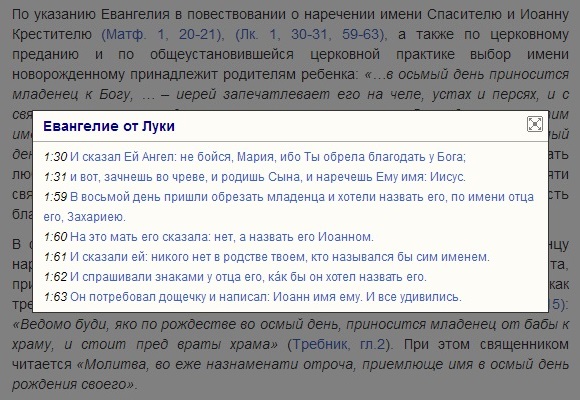 По указанию Евангелия в повествовании о наречении имени Спасителю и Иоанну
Крестителю (Матф. 1, 20-21), (Лк. 1, 30-31, 59-63), а также по церковному
преданию и по общеустановившейся церковной практике выбор имени
новорожденному принадлежит родителям ребенка: «…в осьмый день приносится
младенец к Богу, … – иерей запечатлевает его на челе, устах и персях, и с
Евангелие от Луки
1:30 И сказал Ей Ангел: не бойся, Мария, ибо Ты обрела благодать у Бога;
1:31 и вот, зачнешь во чреве, и родишь Сына, и наречешь Ему имя: Иисус.
1:59 В восьмой день пришли обрезать младенца и хотели назвать его, по имени отца
его, Захариею.
1:60 На это мать его сказала: нет, а назвать его Иоанном.
1:61 И сказали ей: никого нет в родстве твоем, кто назывался бы сим именем.
1:62 И спрашивали знаками у отца его, ка́к бы он хотел назвать его.
1:63 Он потребовал дощечку и написал: Иоанн имя ему. И все удивились.
«Ведомо буди, яко по рождестве во осмый день, приносится младенец от бабы к
храму, и стоит пред враты храма» (Требник, гл.2). При этом священником
читается «Молитва, во еже назнаменати отроча, приемлющe имя в осмый день
рождения своего».